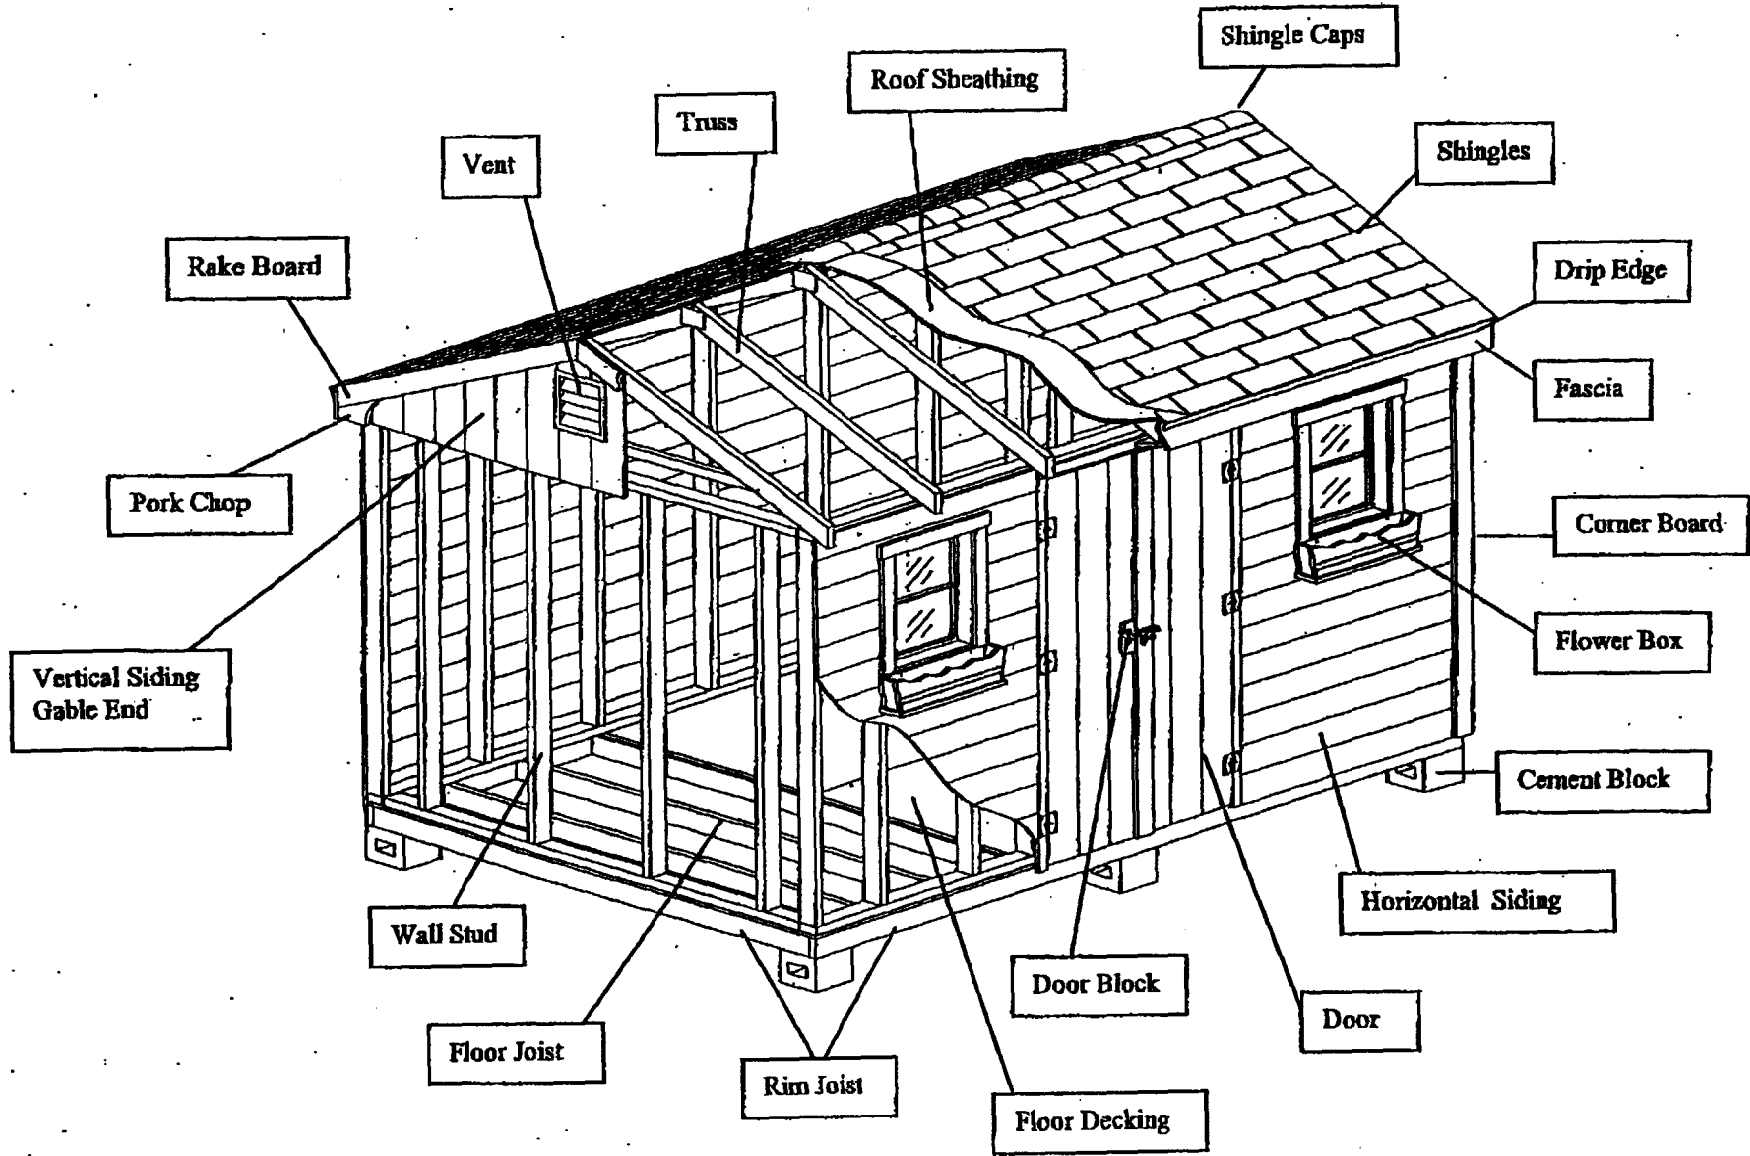 Shingle Caps
Roof Sheathing
Truss
Shingles
Vent
Rake Board
Drip Edge
Fascia
Pork Chop
Corner Board
Flower Box
Vertical Siding
Gable End
Cement Block
Horizontal Siding
Wall Stud
Door Block
Door
Floor Joist
Rim Joist
Floor Decking